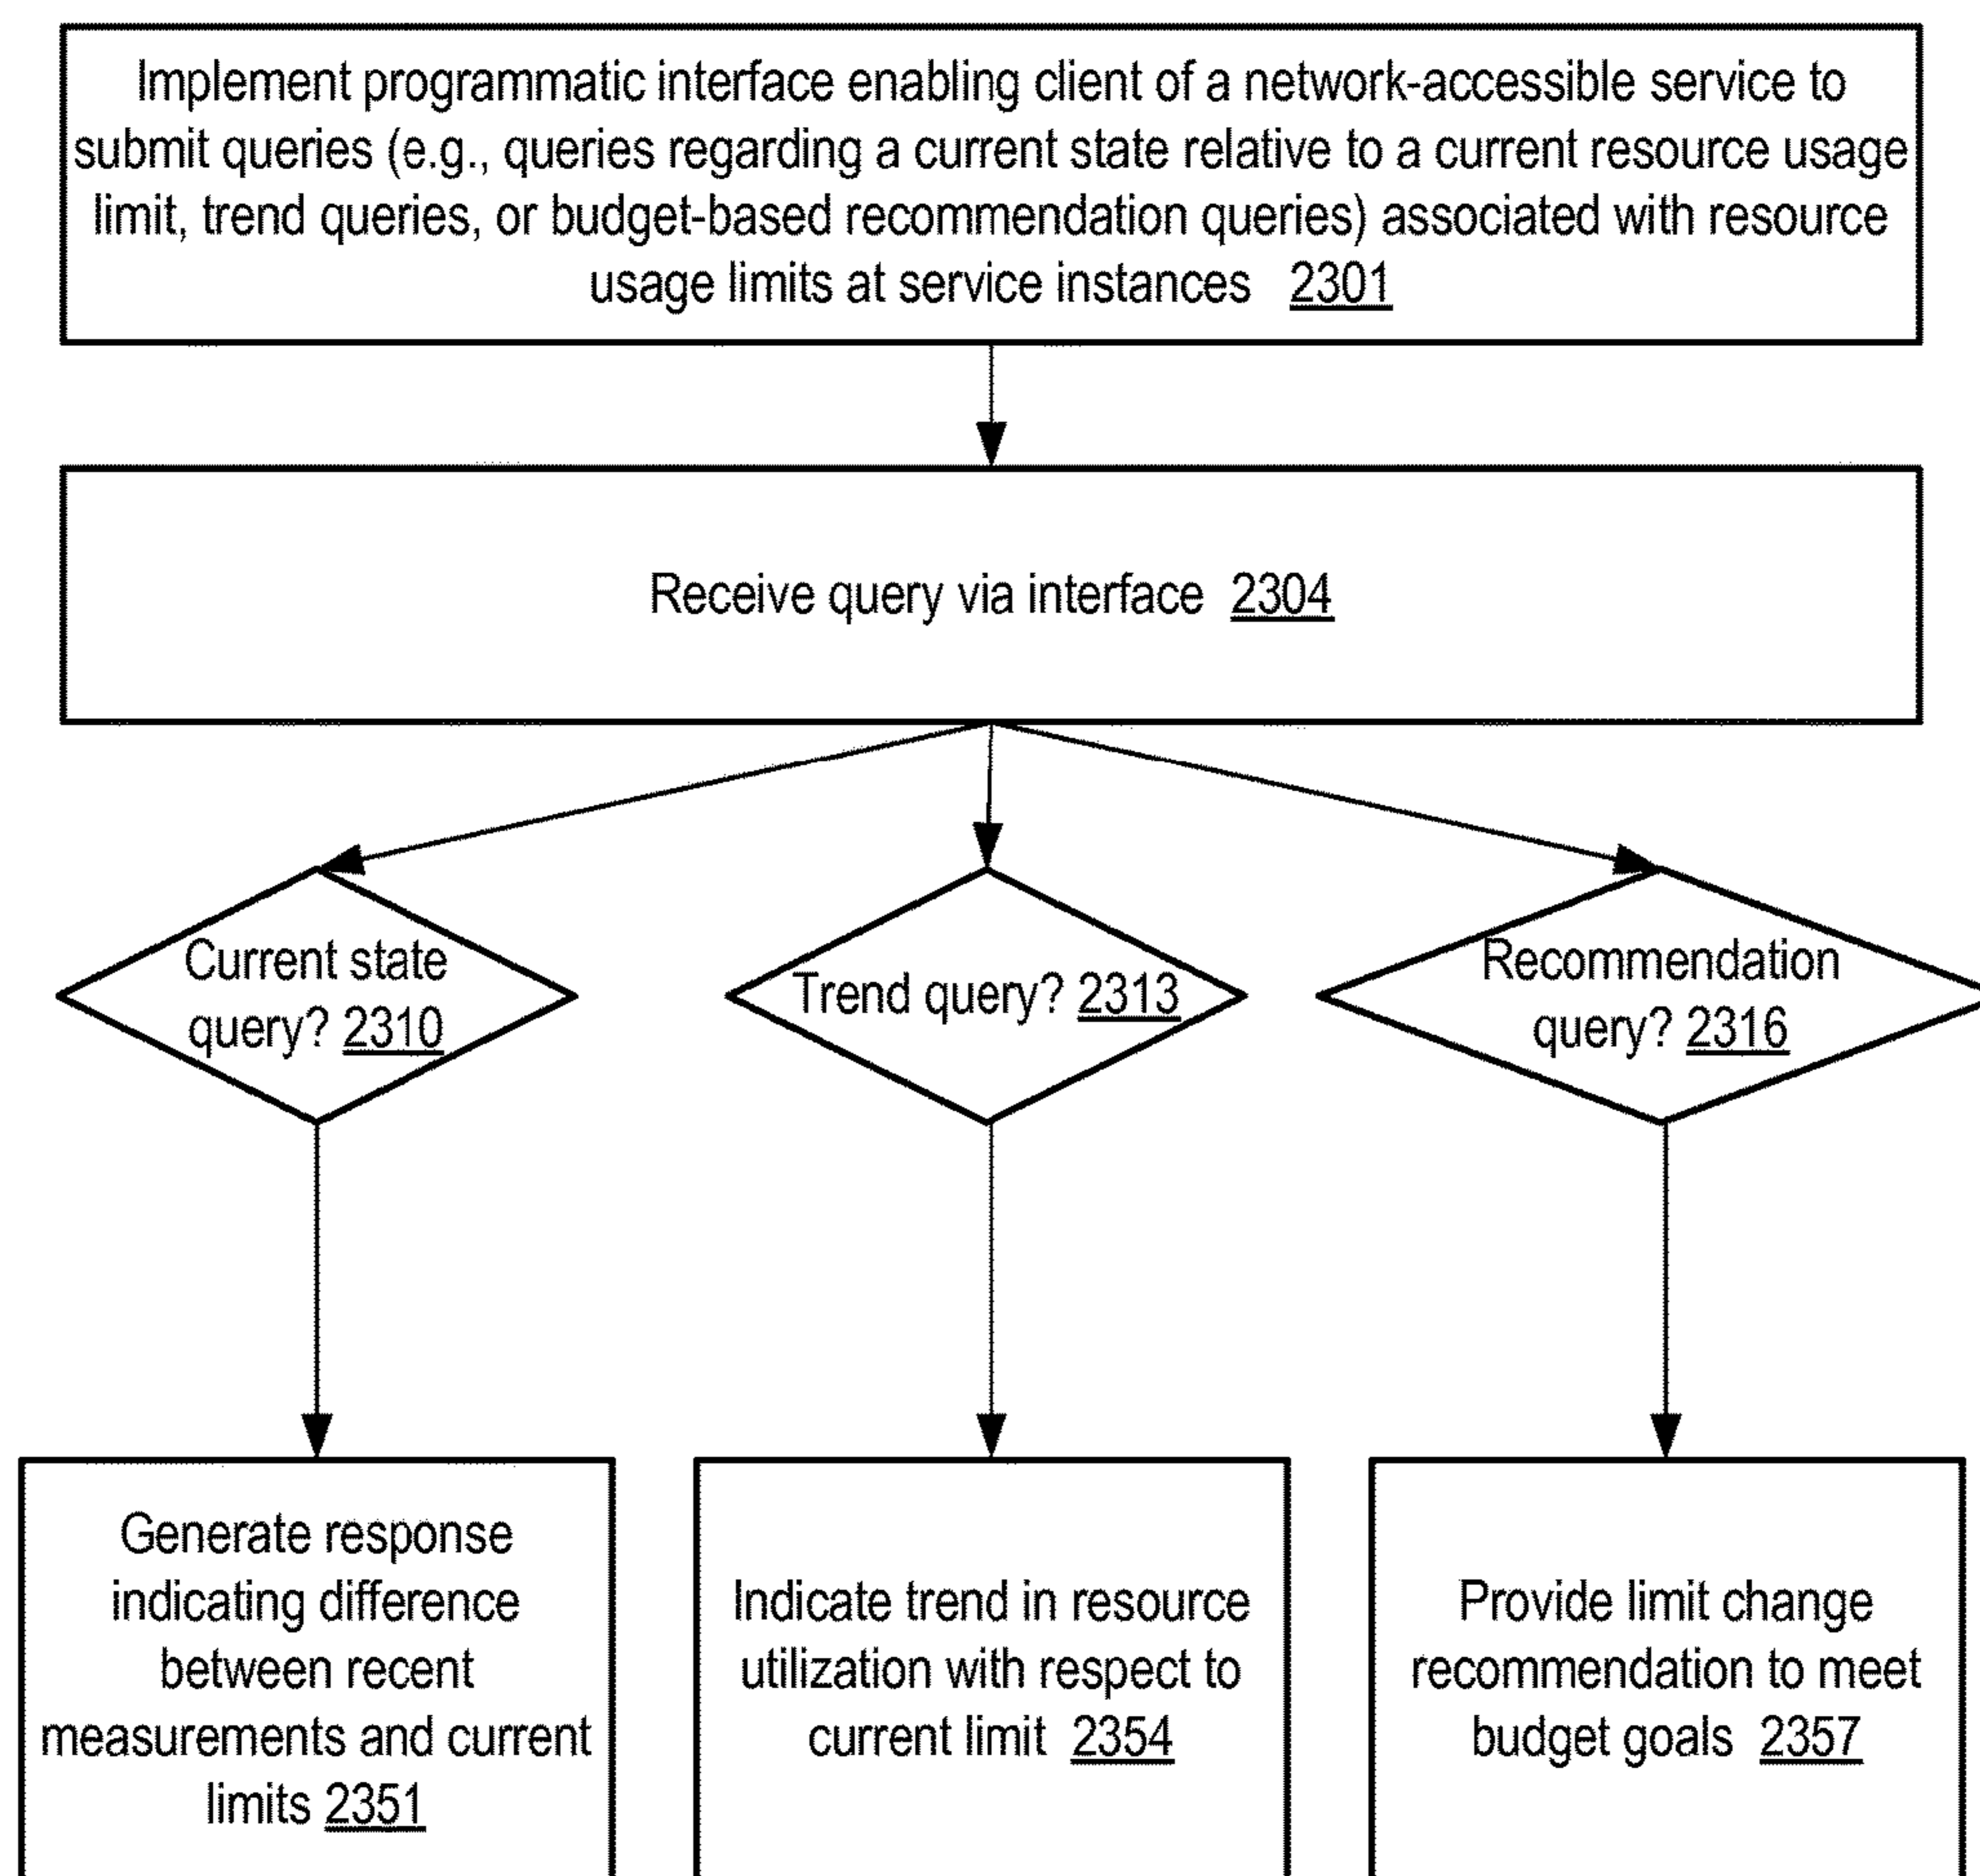 Implement programmatic interface enabling client of a network-accessible service to
submit queries (e.g., queries regarding a current state relative to a current resource usage
limit, trend queries, or budget-based recommendation queries) associated with resource
usage limits at service instances 2301
Receive query via interface 2304
Current state
query? 2310
Trend query? 2313
Recommendation
query? 2316
Generate response
indicating difference
between recent
measurements and current
limits 2351
Indicate trend in resource
utilization with respect to
current limit 2354
Provide limit change
recommendation to meet
budget goals 2357